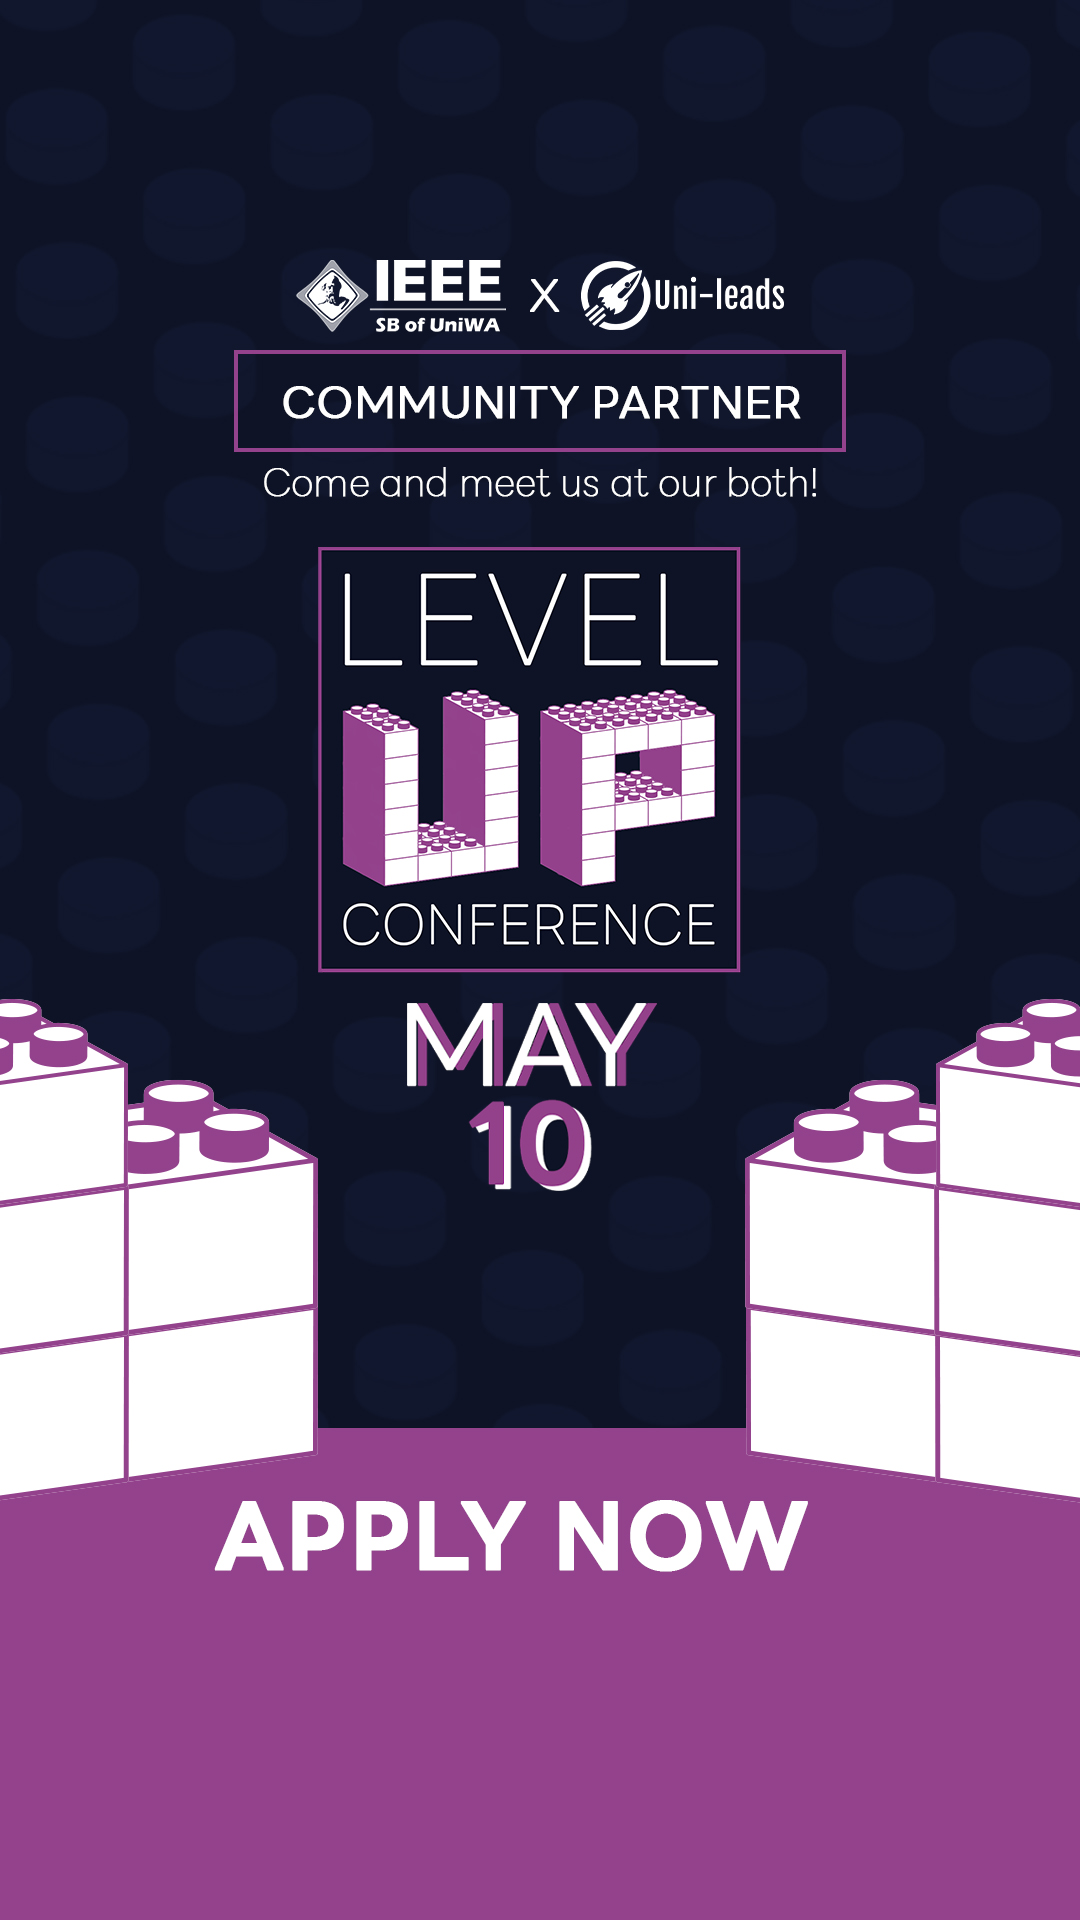 IEEE
SB of UniWA
X
Uni-leads
COMMUNITY PARTNER
Come and meet us at our both!
LEVEL
UP
CONFERENCE
MAY
10
APPLY NOW